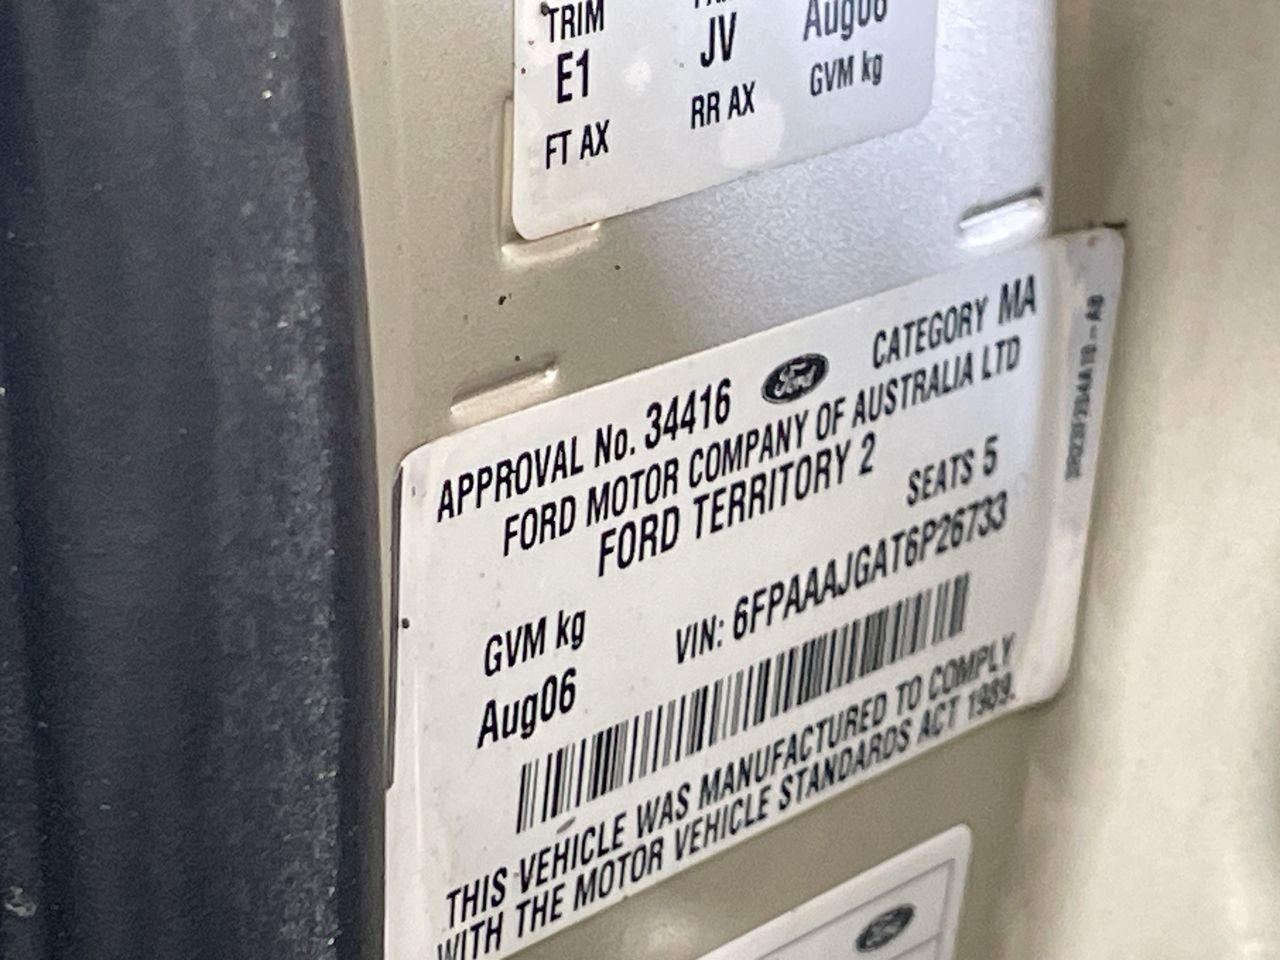 TRIM
E1 JV Aug06
FT AX RR AX GVM kg
APPROVAL No. 34416 Ford CATEGORY MA
FORD MOTOR COMPANY OF AUSTRALIA LTD
FORD TERRITORY 2
SEATS 5
GVM kg VIN: 6FPAAAJGAT6P26733
Aug06
THIS VEHICLE WAS MANUFACTURED TO COMPLY
WITH THE MOTOR VEHICLE STANDARDS ACT 1989.
Ford